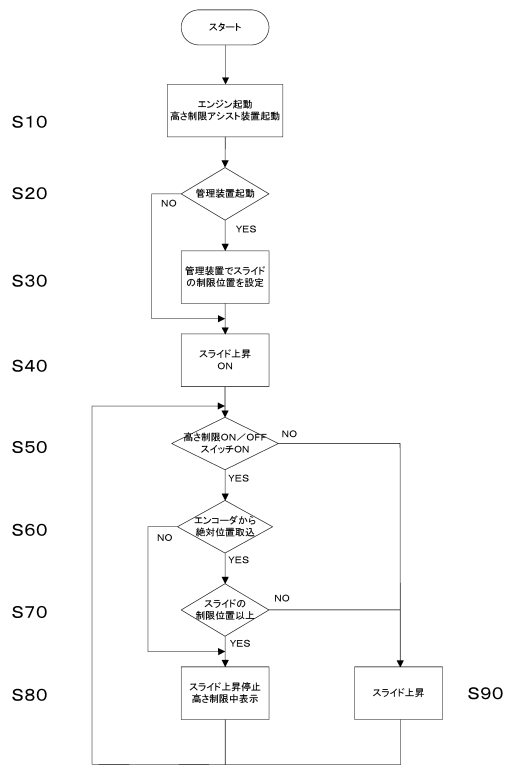 スタート
S10
エンジン起動
高さ制限アシスト装置起動
S20
管理装置起動
NO
YES
S30
管理装置でスライド
の制限位置を設定
S40
スライド上昇
ON
S50
高さ制限ON/OFF
スイッチON
NO
YES
S60
エンコーダから
絶対位置取込
NO
YES
S70
スライドの
制限位置以上
NO
YES
S80
スライド上昇停止
高さ制限中表示
スライド上昇
S90